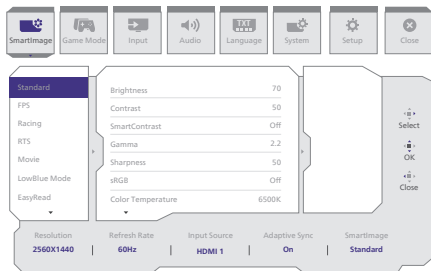 SmartImage
Game Mode
Input
Audio
TXT
Language
System
Setup
Close
Standard
FPS
Racing
RTS
Movie
LowBlue Mode
EasyRead
Brightness 70
Contrast 50
SmartContrast Off
Gamma 2.2
Sharpness 50
sRGB Off
Color Temperature 6500K
Select
OK
Close
Resolution
2560X1440
Refresh Rate
60Hz
Input Source
HDMI 1
Adaptive Sync
On
SmartImage
Standard